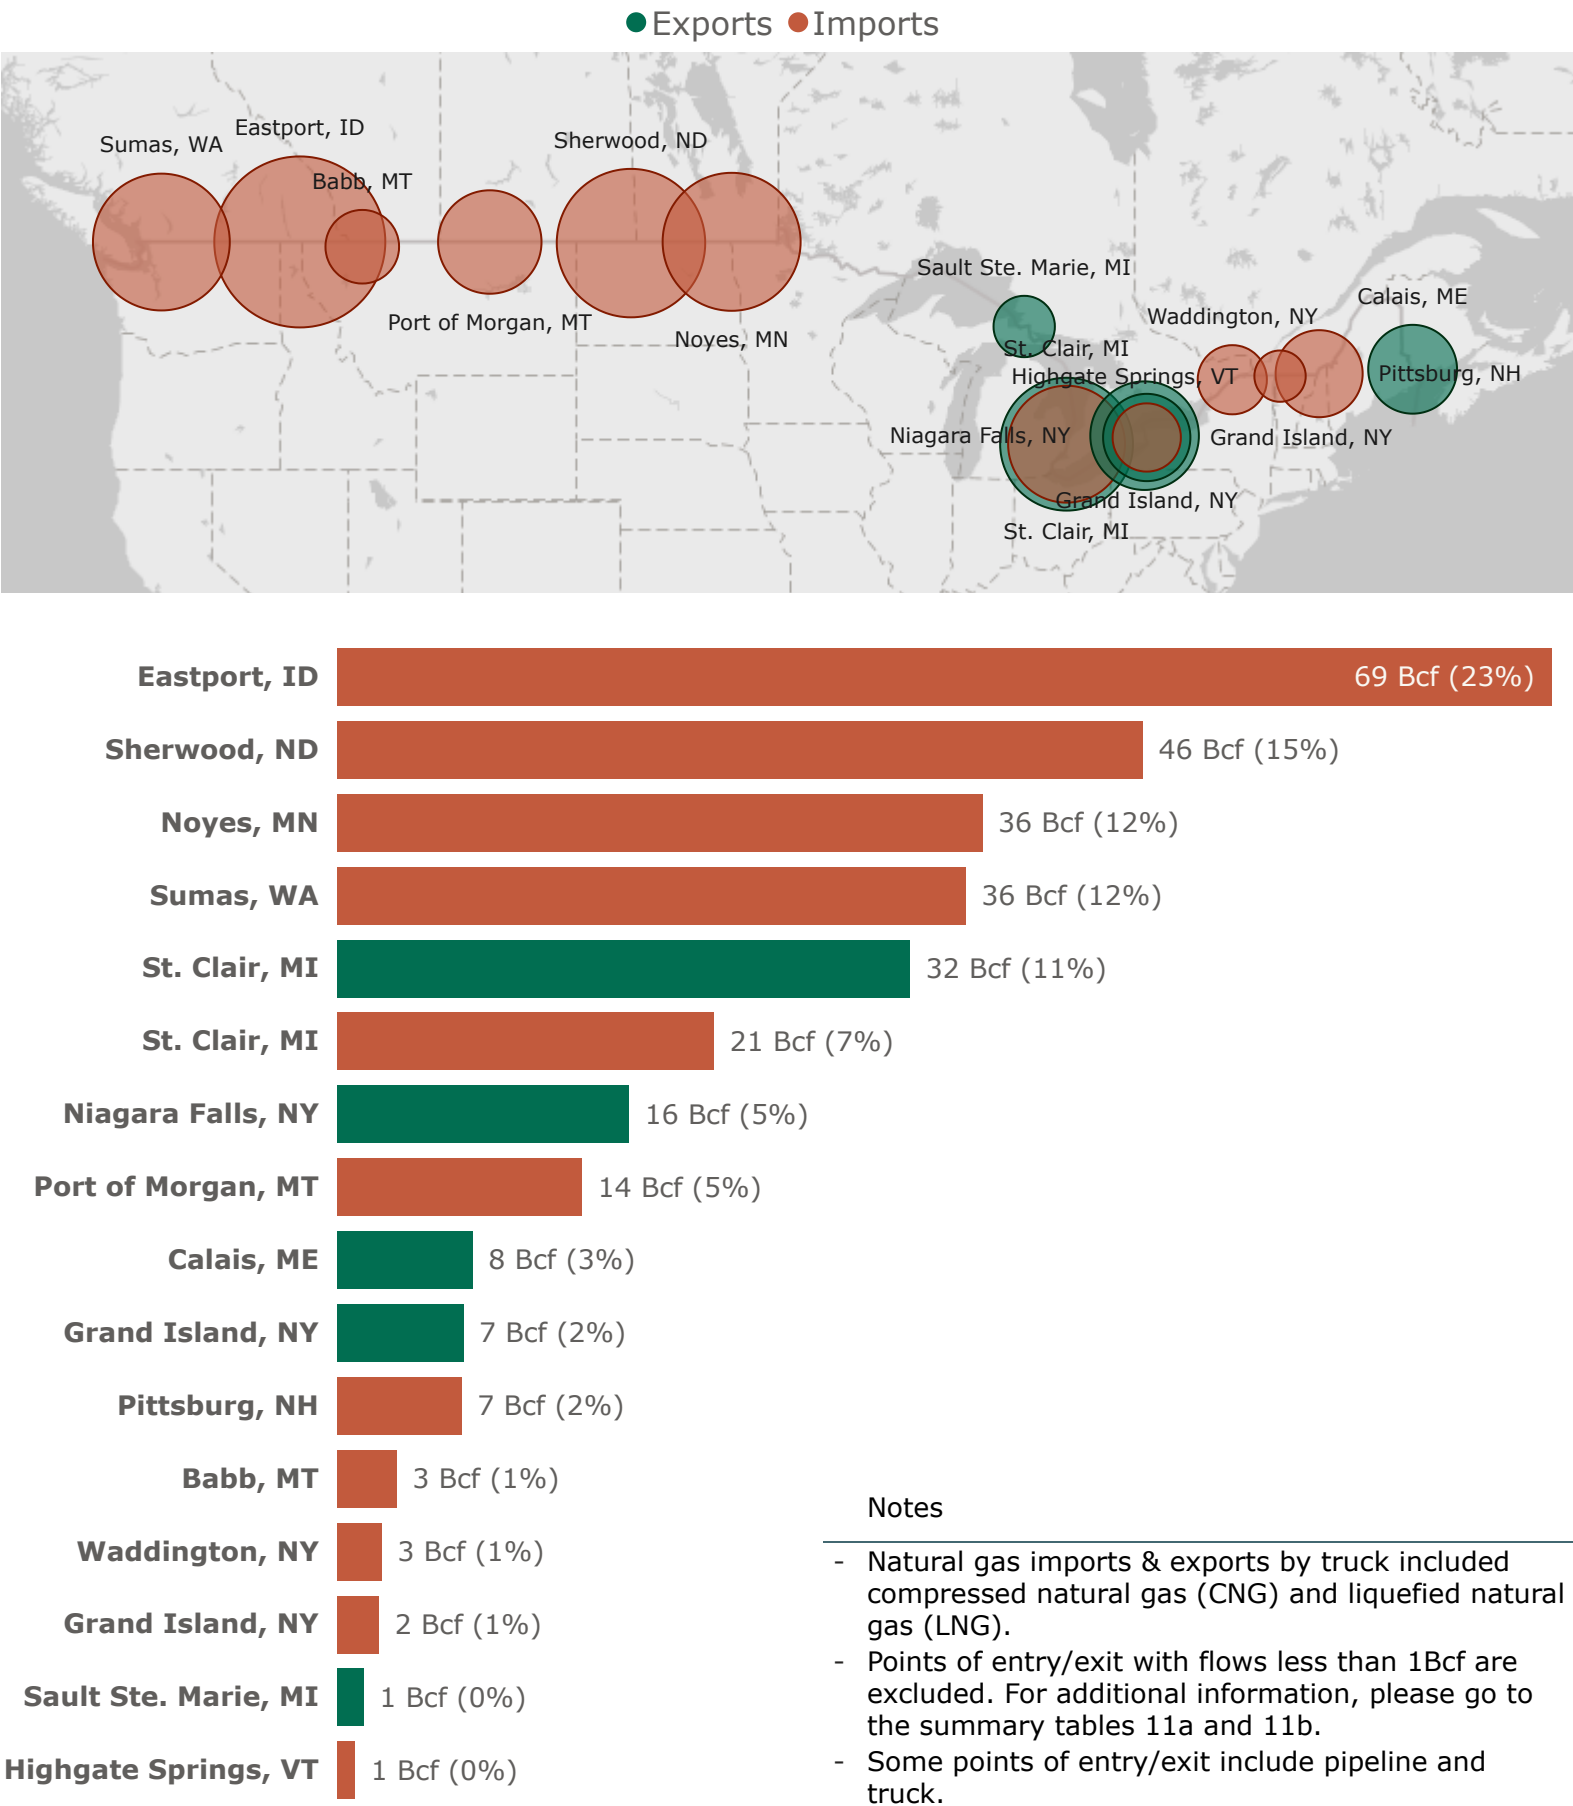 Exports Imports
Eastport, ID
Sumas, WA
Sherwood, ND
Babb, MT
Sault Ste. Marie, MI
Calais, ME
Waddington, NY
Port of Morgan, MT
Noyes, MN
St. Clair, MI
Highgate Springs, VT
Pittsburg, NH
Niagara Falls, NY
Grand Island, NY
Grand Island, NY
St. Clair, MI
Eastport, ID 69 Bcf (23%)
Sherwood, ND 46 Bcf (15%)
Noyes, MN 36 Bcf (12%)
Sumas, WA 36 Bcf (12%)
St. Clair, MI 32 Bcf (11%)
St. Clair, MI 21 Bcf (7%)
Niagara Falls, NY 16 Bcf (5%)
Port of Morgan, MT 14 Bcf (5%)
Calais, ME 8 Bcf (3%)
Grand Island, NY 7 Bcf (2%)
Pittsburg, NH 7 Bcf (2%)
Babb, MT 3 Bcf (1%)
Waddington, NY 3 Bcf (1%)
Grand Island, NY 2 Bcf (1%)
Sault Ste. Marie, MI 1 Bcf (0%)
Highgate Springs, VT 1 Bcf (0%)
Notes
- Natural gas imports & exports by truck included
compressed natural gas (CNG) and liquefied natural
gas (LNG).
- Points of entry/exit with flows less than 1Bcf are
excluded. For additional information, please go to
the summary tables 11a and 11b.
- Some points of entry/exit include pipeline and
truck.